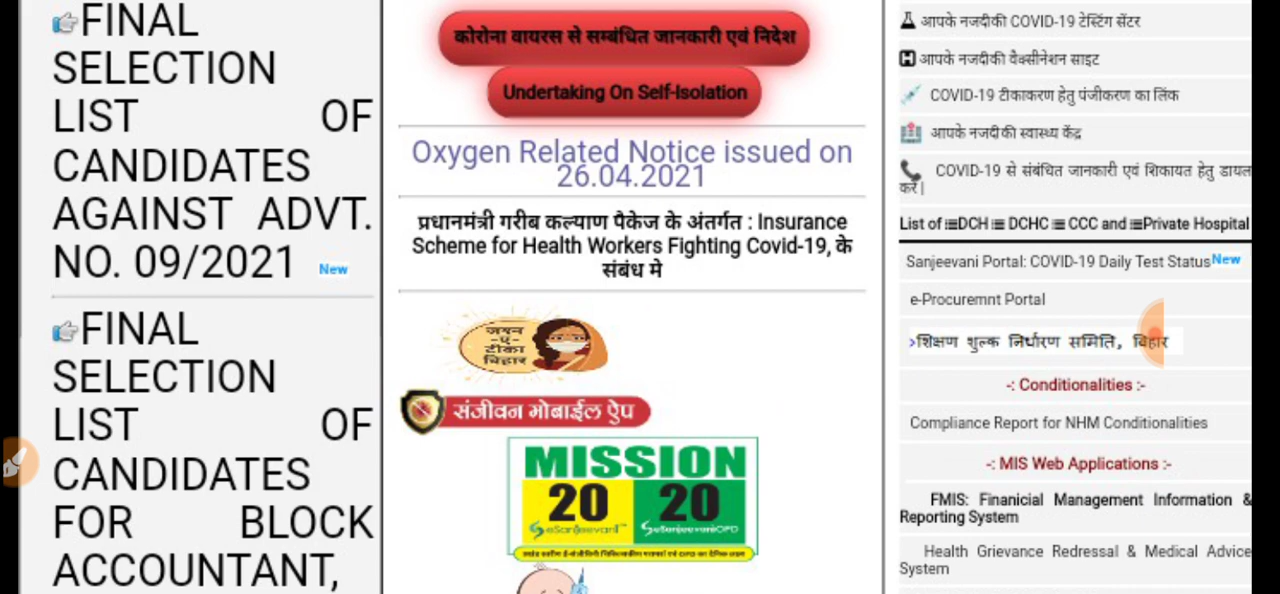 FINAL
SELECTION
LIST OF
CANDIDATES
AGAINST ADVT.
NO. 09/2021 New
FINAL
SELECTION
LIST OF
CANDIDATES
FOR BLOCK
ACCOUNTANT,
कोरोना वायरस से सम्बंधित जानकारी एवं निदेश
Undertaking On Self-Isolation
Oxygen Related Notice issued on
26.04.2021
प्रधानमंत्री गरीब कल्याण पैकेज के अंतर्गत : Insurance
Scheme for Health Workers Fighting Covid-19, के
संबंध मे
जश्न
-ए-
टीका
बिहार
संजीवन मोबाईल ऐप
MISSION
20 20
eSanjeevani eSanjeevaniOPD
आपके नजदीकी COVID-19 टेस्टिंग सेंटर
आपके नजदीकी वैक्सीनेशन साइट
COVID-19 टीकाकरण हेतु पंजीकरण का लिंक
आपके नजदीकी स्वास्थ्य केंद्र
COVID-19 से संबंधित जानकारी एवं शिकायत हेतु डायल
करें |
List of DCH DCHC CCC and Private Hospital
Sanjeevani Portal: COVID-19 Daily Test Status New
e-Procuremnt Portal
>शिक्षण शुल्क निर्धारण समिति, बिहार
-: Conditionalities :-
Compliance Report for NHM Conditionalities
-: MIS Web Applications :-
FMIS: Finanicial Management Information &
Reporting System
Health Grievance Redressal & Medical Advice
System